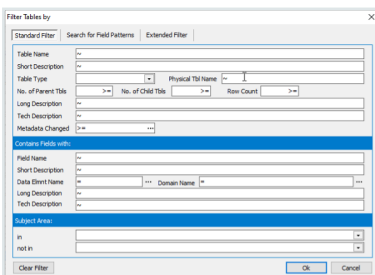 Filter Tables by
Standard Filter Search for Field Patterns Extended Filter
Table Name ~
Short Description ~
Table Type Physical Tbl Name ~
No. of Parent Tbls >= No. of Child Tbls >= Row Count >=
Long Description ~
Tech Description ~
Metadata Changed >= ...
Contains Fields with:
Field Name ~
Short Description ~
Data Elmnt Name = ... Domain Name = ...
Long Description ~
Tech Description ~
Subject Area:
in
not in
Clear Filter Ok Cancel